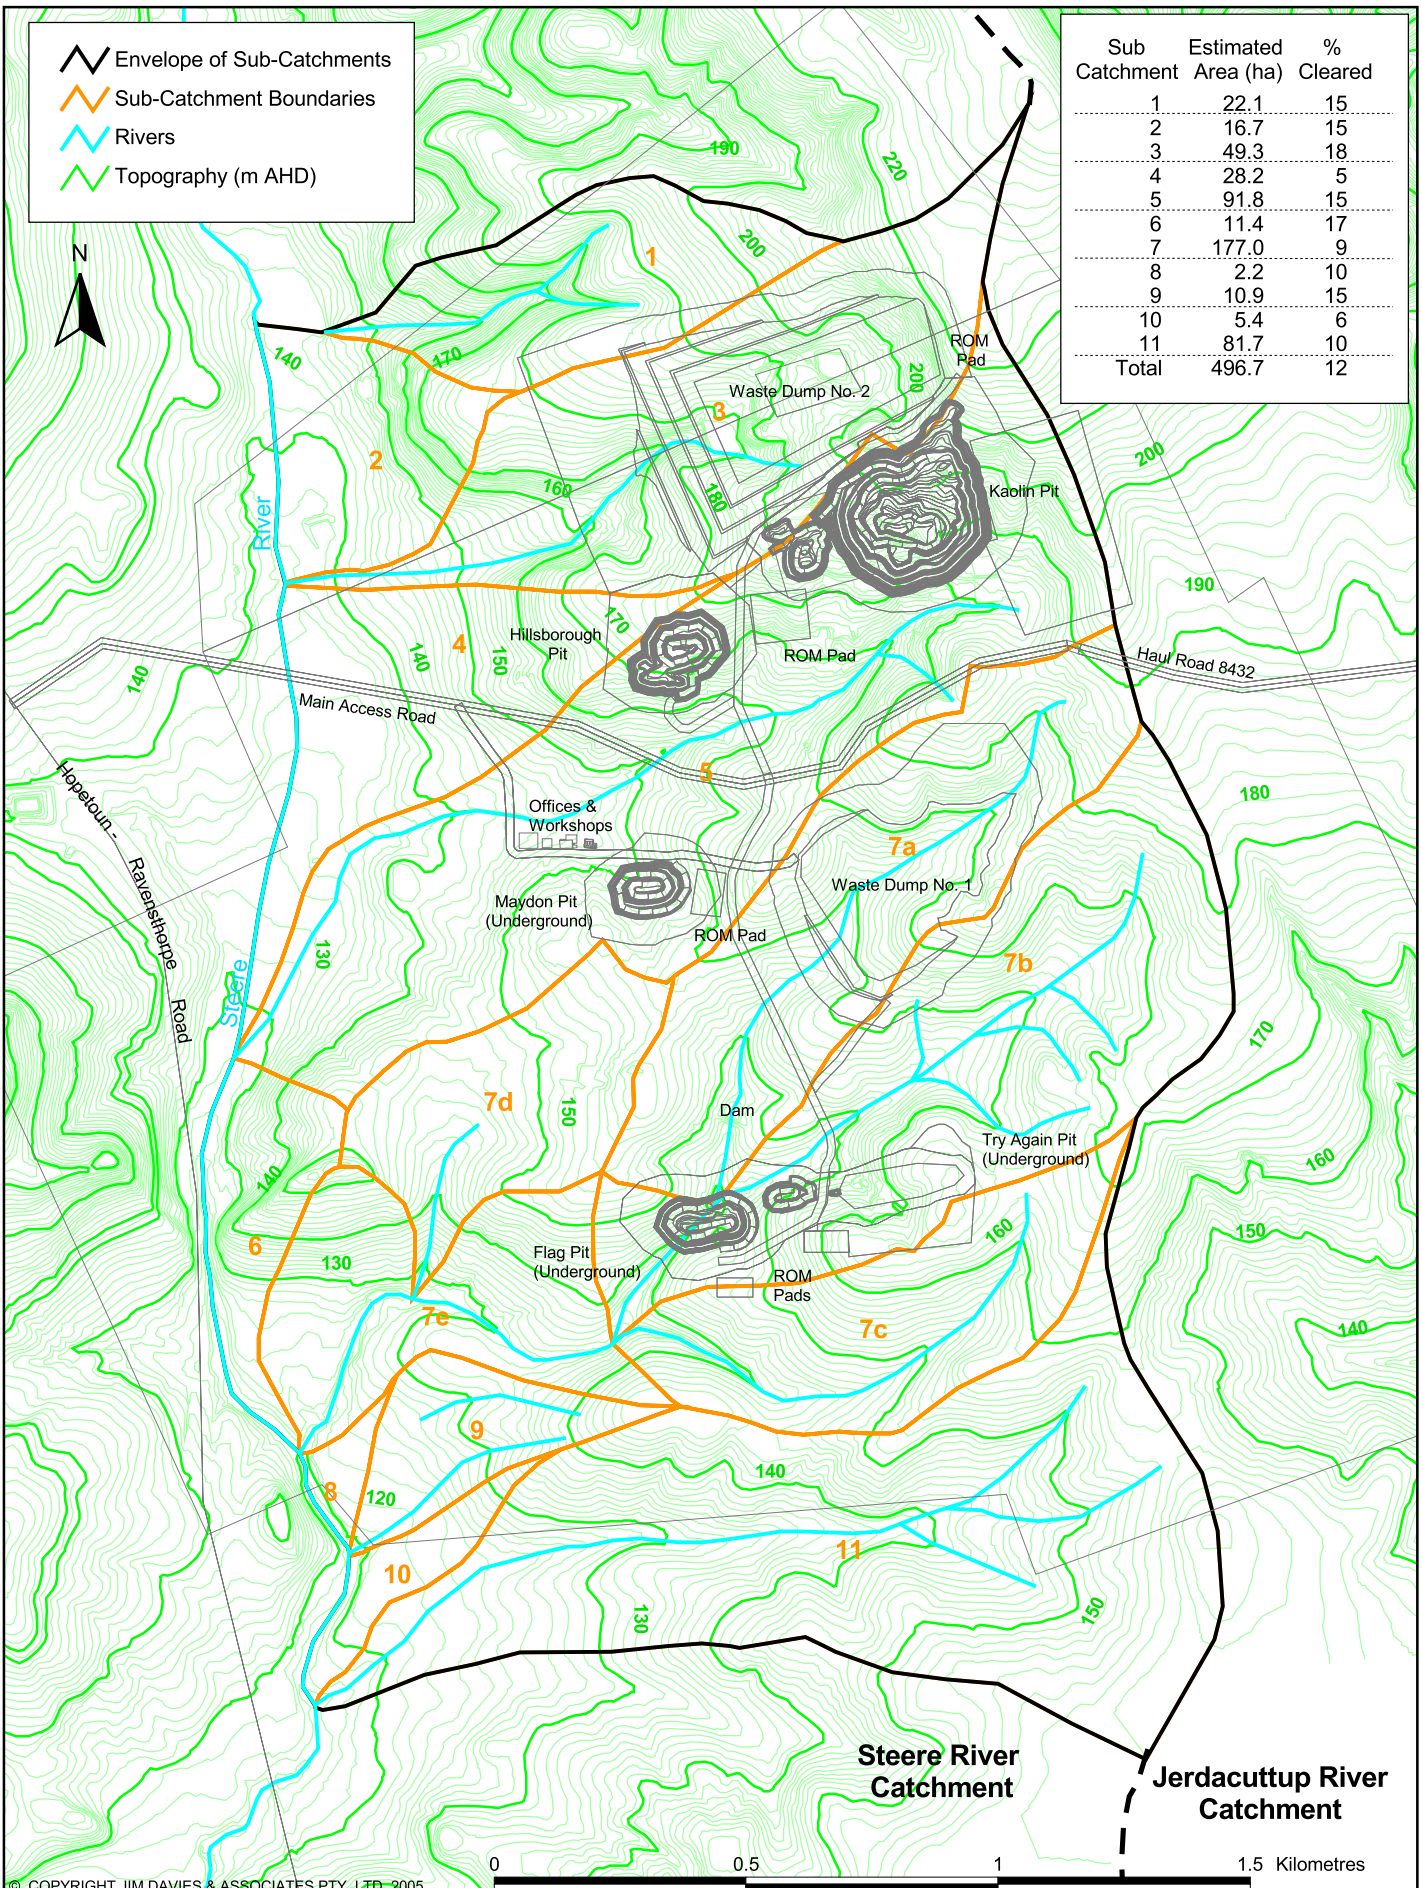 Envelope of Sub-Catchments
Sub-Catchment Boundaries
Rivers
Topography (m AHD)
Sub Catchment Estimated Area (ha) % Cleared
1 22.1 15
2 16.7 15
3 49.3 18
4 28.2 5
5 91.8 15
6 11.4 17
7 177.0 9
8 2.2 10
9 10.9 15
10 5.4 6
11 81.7 10
Total 496.7 12
N
190
220
200
1
140
170
ROM
Pad
200
Waste Dump No. 2
3
2
160
180
Kaolin Pit
200
River
190
170
Hillsborough
Pit
4
140
150
ROM Pad
Haul Road 8432
140
Main Access Road
5
Hopetoun -
Ravensthorpe
Road
180
Offices &
Workshops
7a
Waste Dump No. 1
Maydon Pit
(Underground)
ROM Pad
130
7b
Steere
170
7d
150
Dam
Try Again Pit
(Underground)
160
140
6
130
160
150
Flag Pit
(Underground)
ROM
Pads
7e
7c
140
9
140
8
120
11
10
130
150
Steere River
Catchment
Jerdacuttup River
Catchment
0 0.5 1 1.5 Kilometres
© COPYRIGHT JIM DAVIES & ASSOCIATES PTY. LTD. 2005